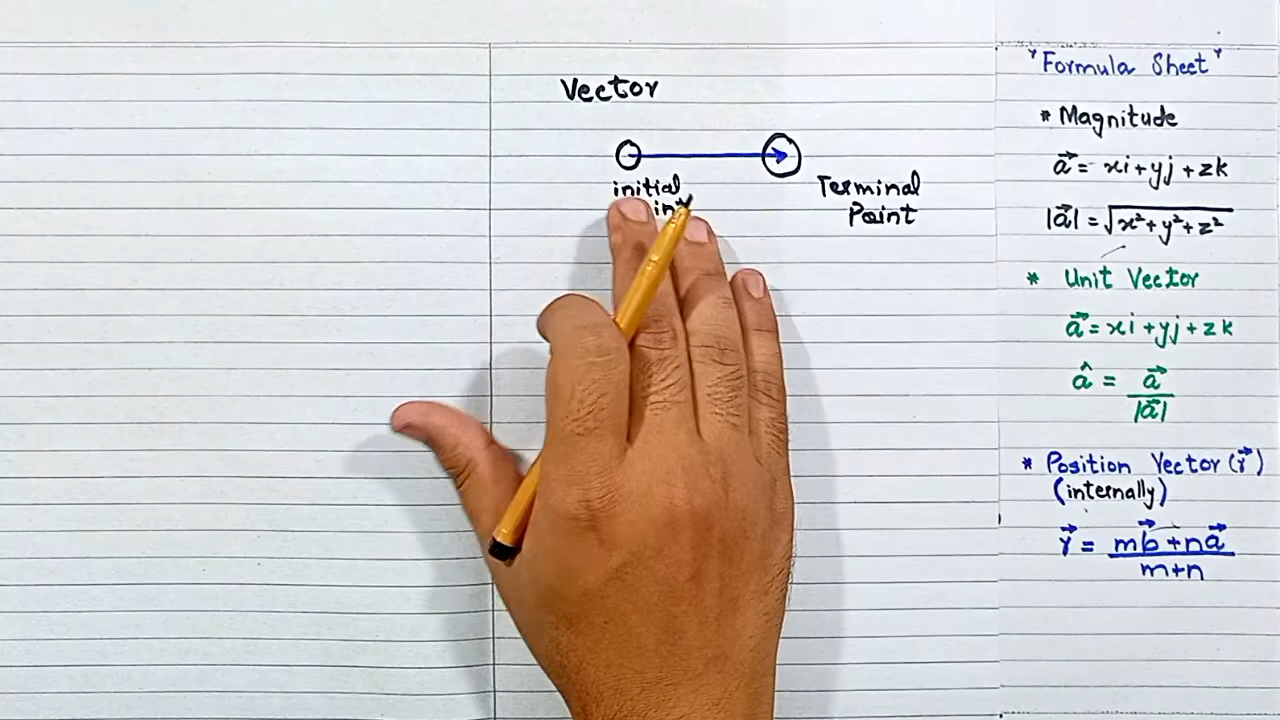 Vector
initial
Terminal
Point
"Formula Sheet"
* Magnitude
a⃗ = xi+yj+zk
|a⃗| = √x²+y²+z²
* Unit Vector
a⃗ = xi+yj+zk
â = a⃗
|a⃗|
* Position Vector (r⃗)
(internally)
r⃗ = mb⃗+na⃗
m+n